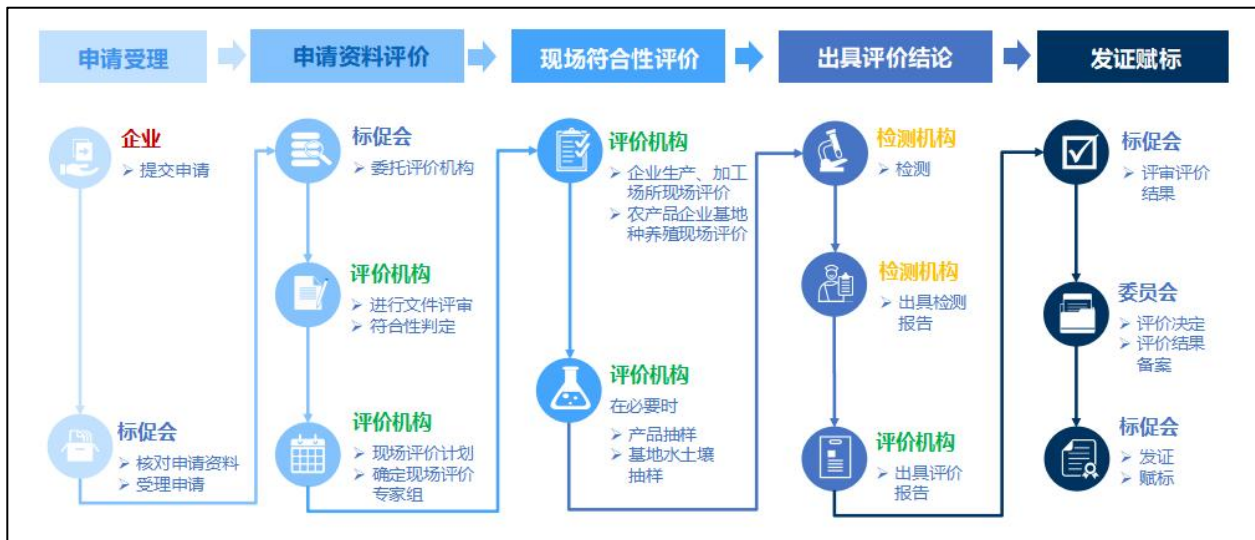 申请受理
申请资料评价
现场符合性评价
出具评价结论
发证赋标
企业
➢ 提交申请
标促会
➢ 核对申请资料
➢ 受理申请
标促会
➢ 委托评价机构
评价机构
➢ 进行文件评审
➢ 符合性判定
评价机构
➢ 现场评价计划
➢ 确定现场评价
专家组
评价机构
➢ 企业生产、加工
场所现场评价
➢ 农产品企业基地
种养殖现场评价
评价机构
在必要时
➢ 产品抽样
➢ 基地水土壤
抽样
检测机构
➢ 检测
检测机构
➢ 出具检测
报告
评价机构
➢ 出具评价
报告
标促会
➢ 评审评价
结果
委员会
➢ 评价决定
➢ 评价结果
备案
标促会
➢ 发证
➢ 赋标